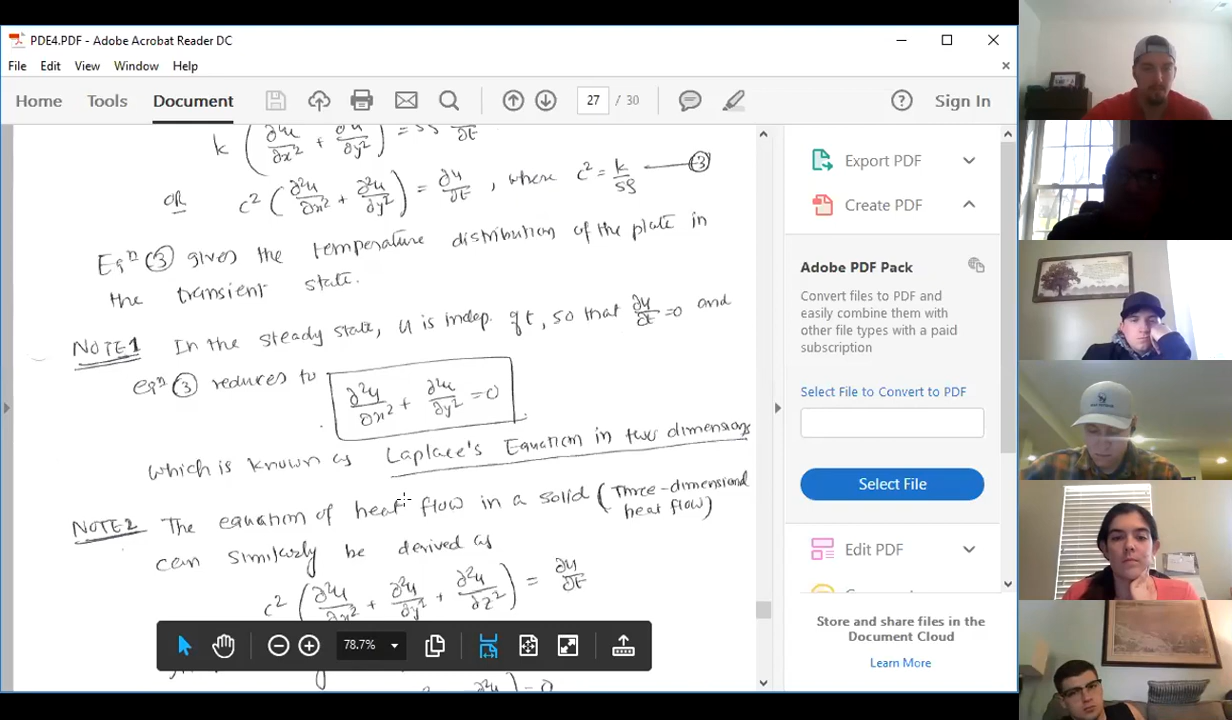 PDE4.PDF - Adobe Acrobat Reader DC
File Edit View Window Help
Home Tools Document 27 / 30 Sign In
k ( ∂²u/∂x² + ∂²u/∂y² ) = sρ ∂u/∂t
OR c² ( ∂²u/∂x² + ∂²u/∂y² ) = ∂u/∂t , where c² = k/sρ — ③
Eqⁿ ③ gives the temperature distribution of the plate in
the transient state.
NOTE1 In the steady state, u is indep. of t, so that ∂u/∂t =0 and
eqⁿ ③ reduces to
∂²u/∂x² + ∂²u/∂y² =0
which is known as Laplace's Equation in two dimensions
NOTE2 The equation of heat flow in a solid ( Three-dimensional
heat flow)
can similarly be derived as
c² ( ∂²u/∂x² + ∂²u/∂y² + ∂²u/∂z² ) = ∂u/∂t
78.7%
Export PDF
Create PDF
Adobe PDF Pack
Convert files to PDF and
easily combine them with
other file types with a paid
subscription
Select File to Convert to PDF
Select File
Edit PDF
Store and share files in the
Document Cloud
Learn More